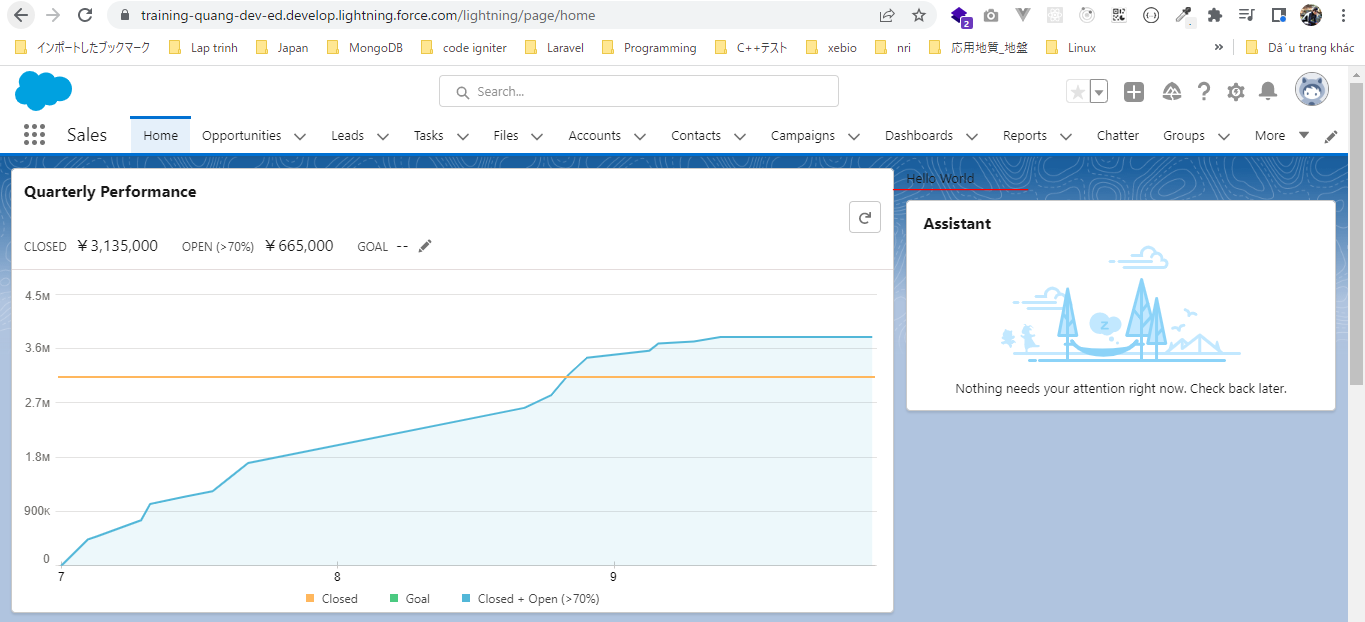 training-quang-dev-ed.develop.lightning.force.com/lightning/page/home
2
インポートしたブックマーク Lap trinh Japan MongoDB code igniter Laravel Programming C++テスト xebio nri 応用地質_地盤 Linux » Dấu trang khác
Search...
Sales Home Opportunities Leads Tasks Files Accounts Contacts Campaigns Dashboards Reports Chatter Groups More
Quarterly Performance
CLOSED ¥3,135,000 OPEN (>70%) ¥665,000 GOAL --
4.5M
3.6M
2.7M
1.8M
900K
0
7 8 9
Closed Goal Closed + Open (>70%)
Hello World
Assistant
z
Nothing needs your attention right now. Check back later.